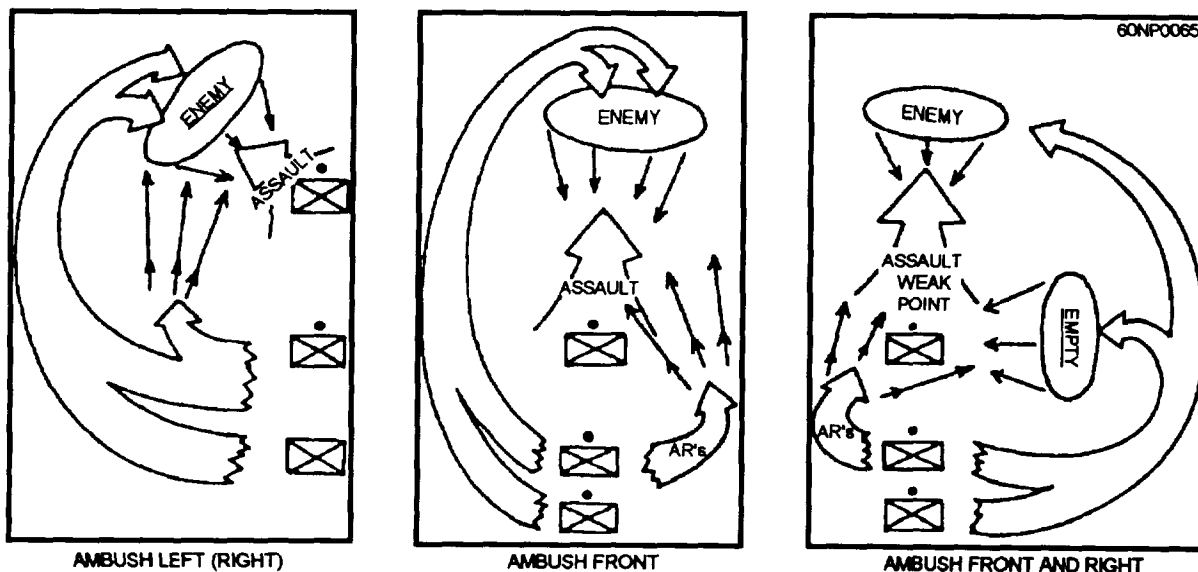 ENEMY
ASSAULT
AMBUSH LEFT (RIGHT)
ENEMY
ASSAULT
AR's
AMBUSH FRONT
60NP0065
ENEMY
ASSAULT
WEAK
POINT
EMPTY
AR's
AMBUSH FRONT AND RIGHT